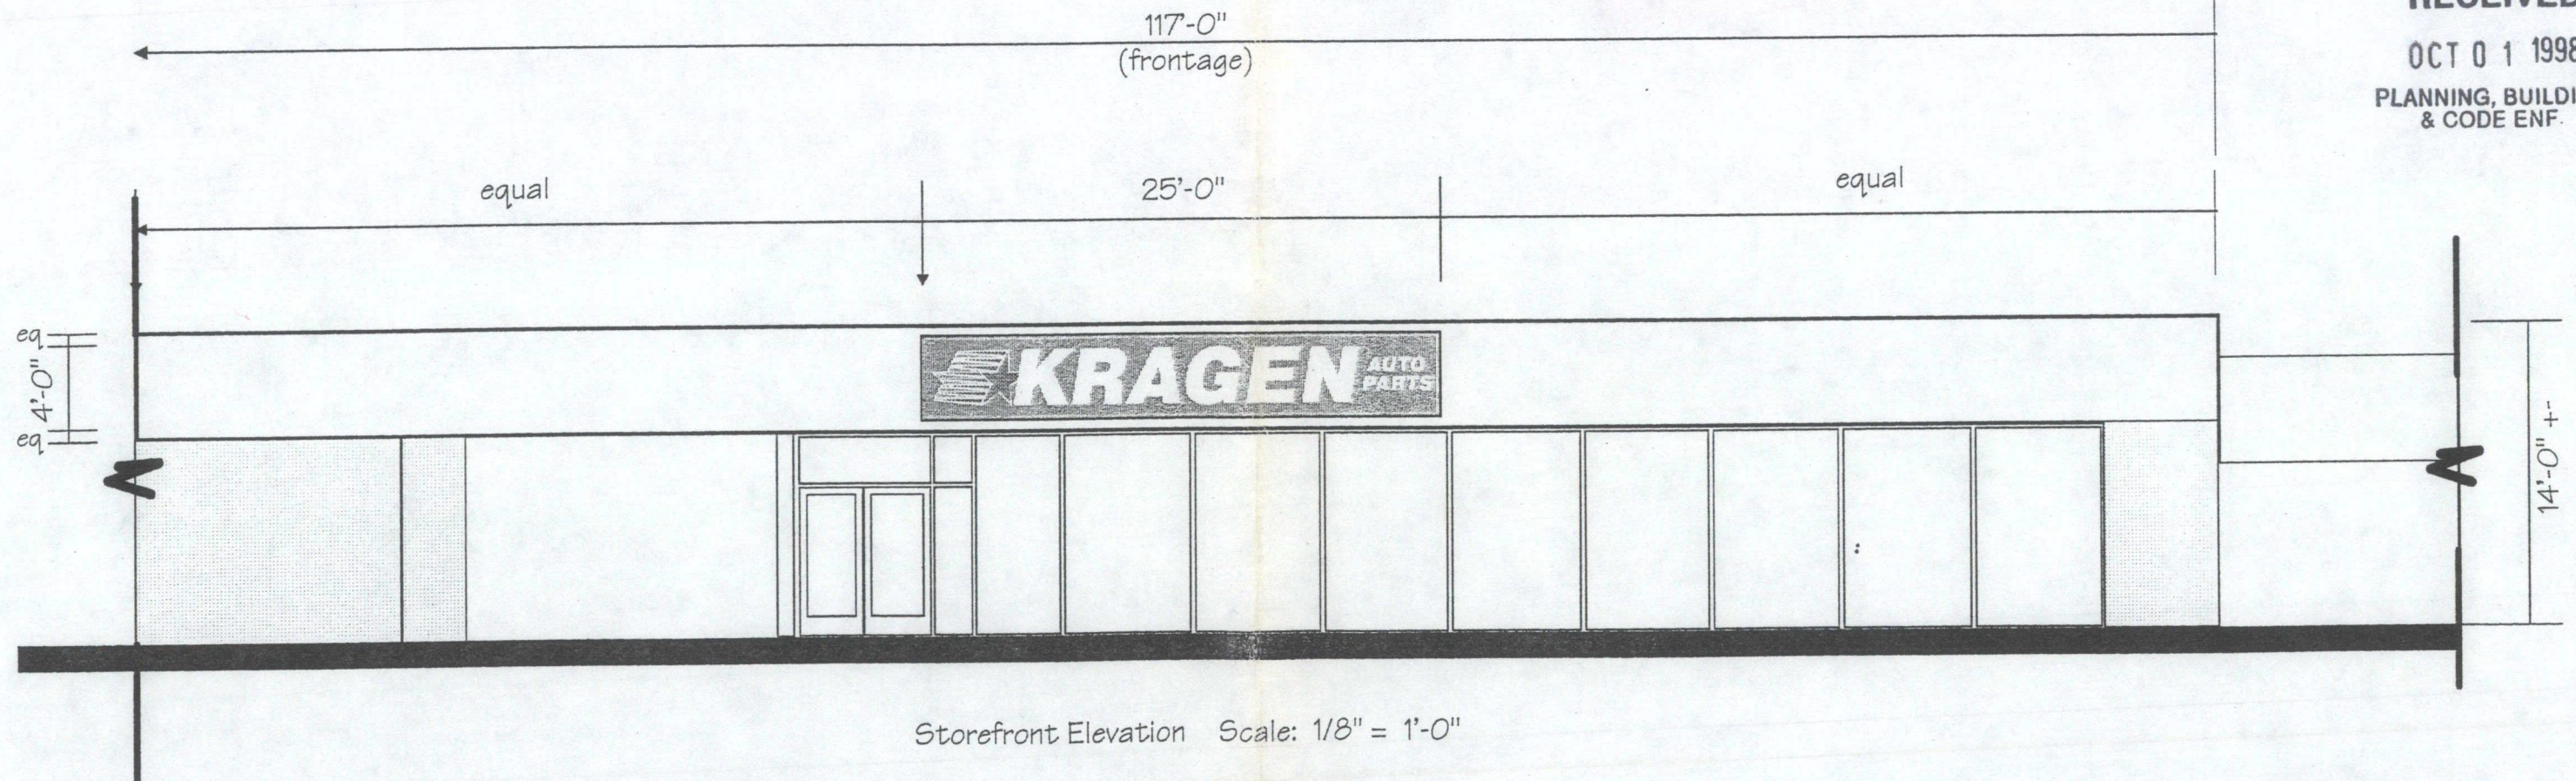 117'-0"
(frontage)
RECEIVED
OCT 0 1 1998
PLANNING, BUILDI
& CODE ENF.
equal
25'-0"
equal
eq
4'-0"
eq
KRAGEN AUTO
PARTS
14'-0" +-
Storefront Elevation Scale: 1/8" = 1'-0"